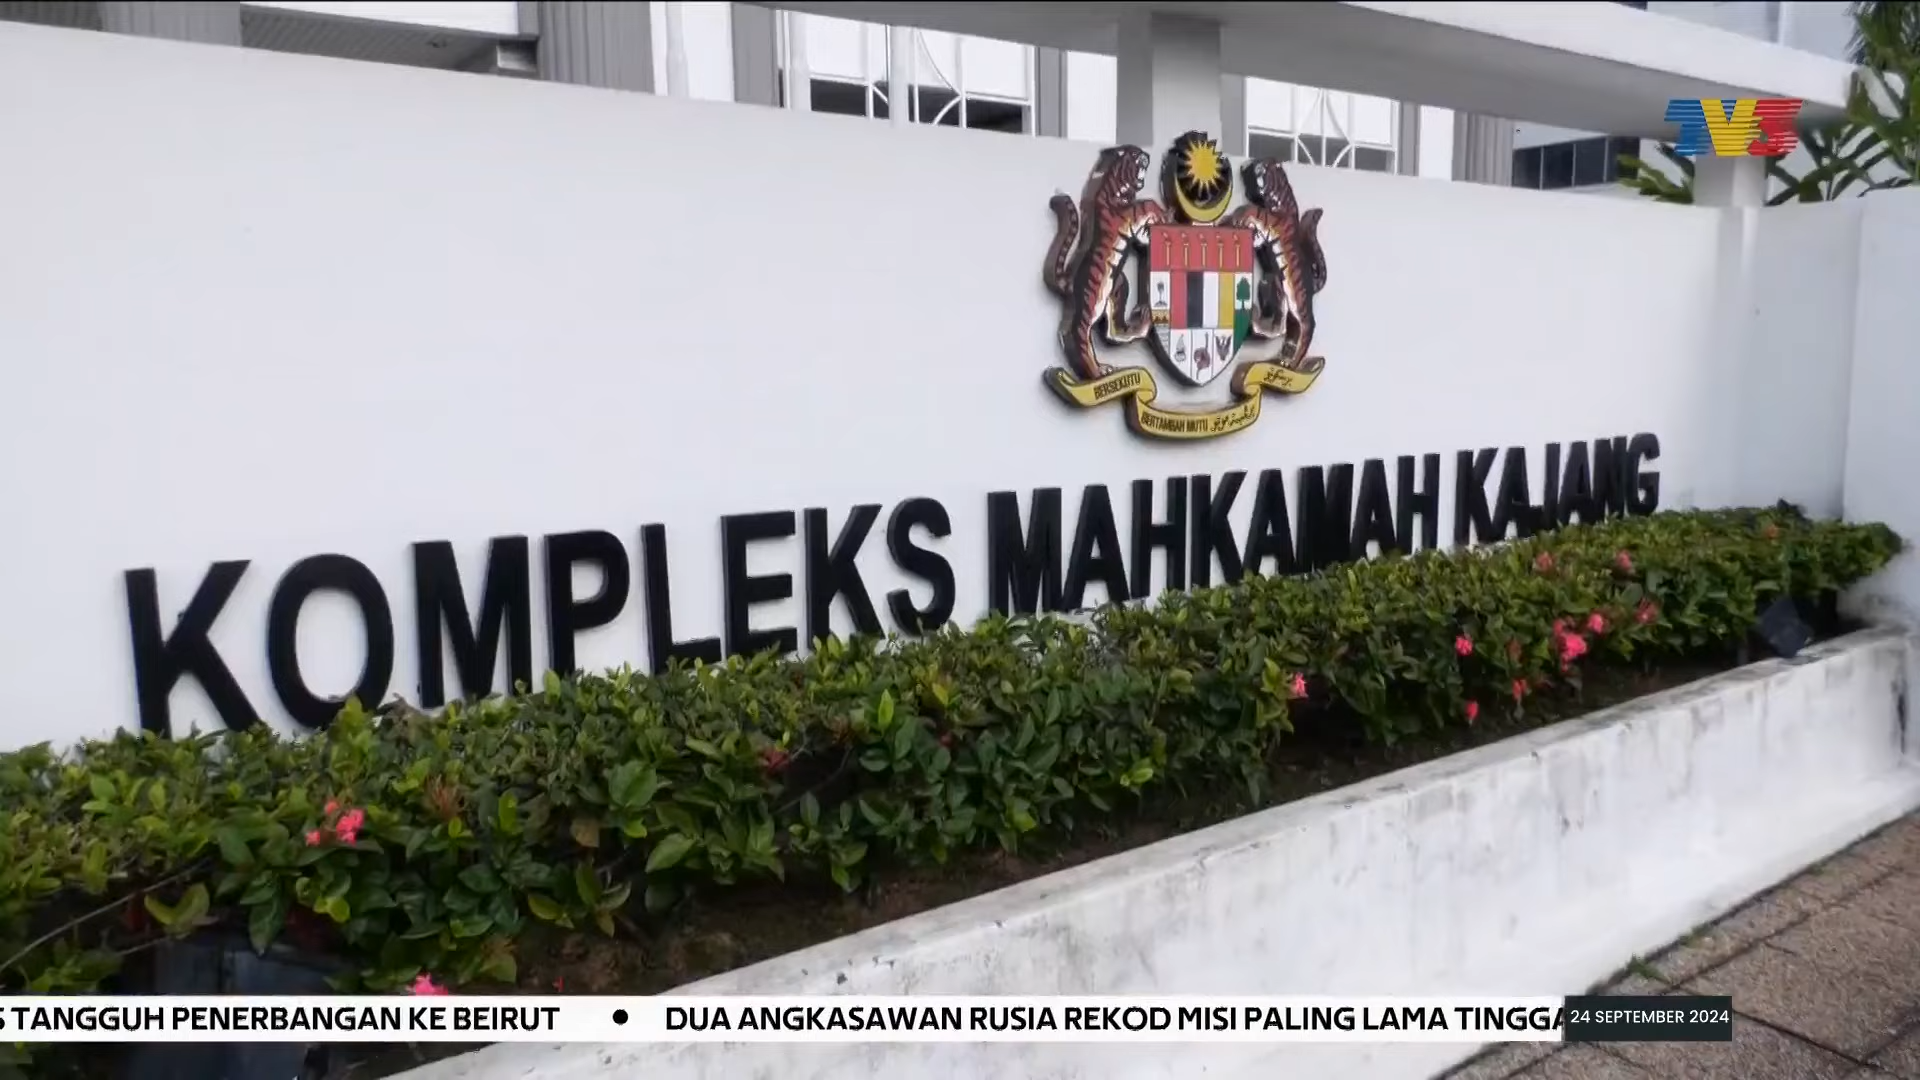 TV3
BERSEKUTU
BERTAMBAH MUTU
KOMPLEKS MAHKAMAH KAJANG
TANGGUH PENERBANGAN KE BEIRUT • DUA ANGKASAWAN RUSIA REKOD MISI PALING LAMA
24 SEPTEMBER 2024